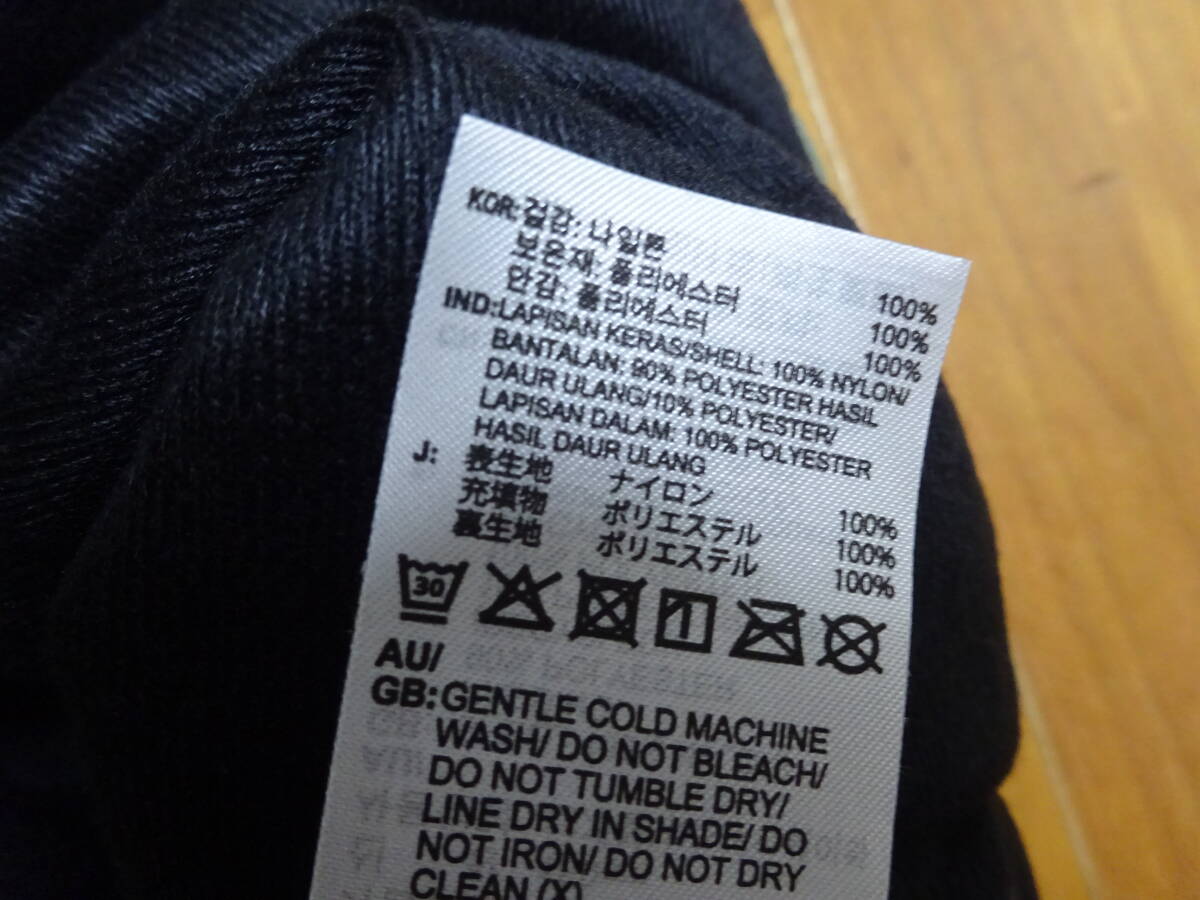 KOR:겉감: 나일론 100%
보온재: 폴리에스터 100%
안감: 폴리에스터 100%
IND:LAPISAN KERAS/SHELL: 100% NYLON/
BANTALAN: 90% POLYESTER HASIL
DAUR ULANG/10% POLYESTER/
LAPISAN DALAM: 100% POLYESTER
HASIL DAUR ULANG
J: 表生地 ナイロン 100%
充填物 ポリエステル 100%
裏生地 ポリエステル 100%
30
AU/
GB:GENTLE COLD MACHINE
WASH/ DO NOT BLEACH/
DO NOT TUMBLE DRY/
LINE DRY IN SHADE/ DO
NOT IRON/ DO NOT DRY
CLEAN (X)